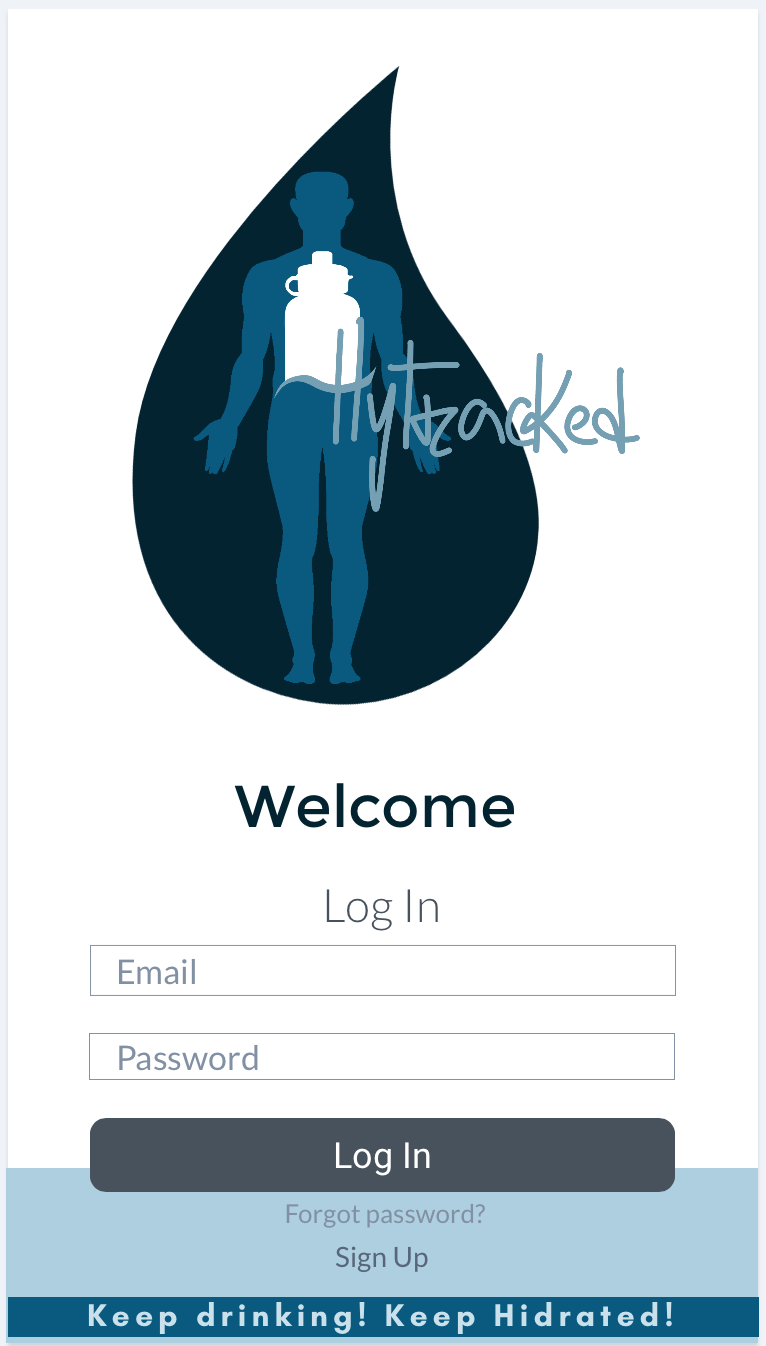 Hytracked
Welcome
Log In
Email
Password
Log In
Forgot password?
Sign Up
Keep drinking! Keep Hidrated!